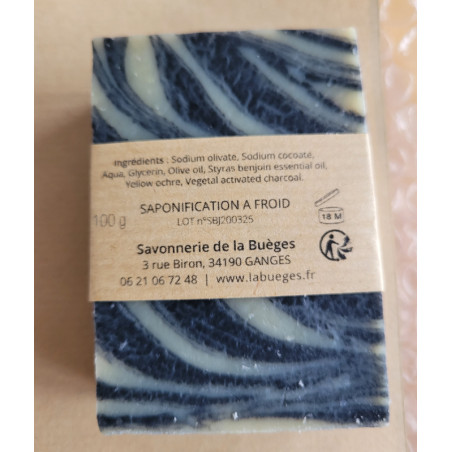 Ingrédients : Sodium olivate, Sodium cocoate,
Aqua, Glycerin, Olive oil, Styras benjoin essential oil,
Yellow ochre, Vegetal activated charcoal.
100 g
SAPONIFICATION A FROID
LOT n°SBJ200325
18 M
Savonnerie de la Buèges
3 rue Biron, 34190 GANGES
06 21 06 72 48 | www.labueges.fr